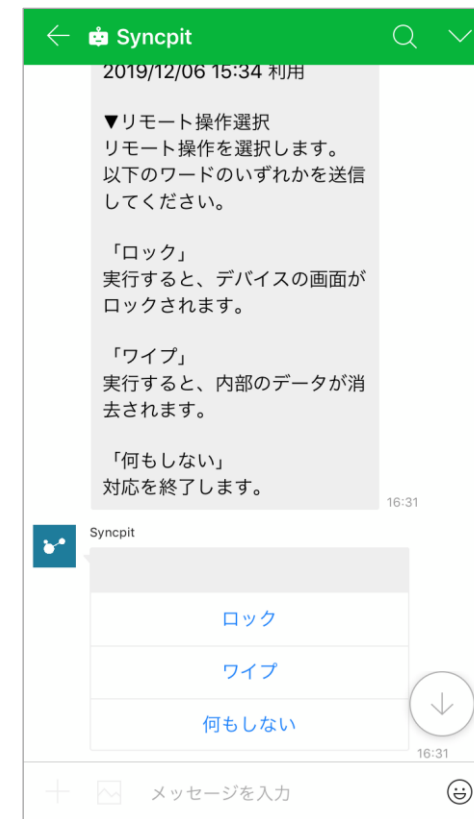 Syncpit
2019/12/06 15:34 利用
▼リモート操作選択
リモート操作を選択します。
以下のワードのいずれかを送信
してください。
「ロック」
実行すると、デバイスの画面が
ロックされます。
「ワイプ」
実行すると、内部のデータが消
去されます。
「何もしない」
対応を終了します。
16:31
Syncpit
ロック
ワイプ
何もしない
16:31
メッセージを入力